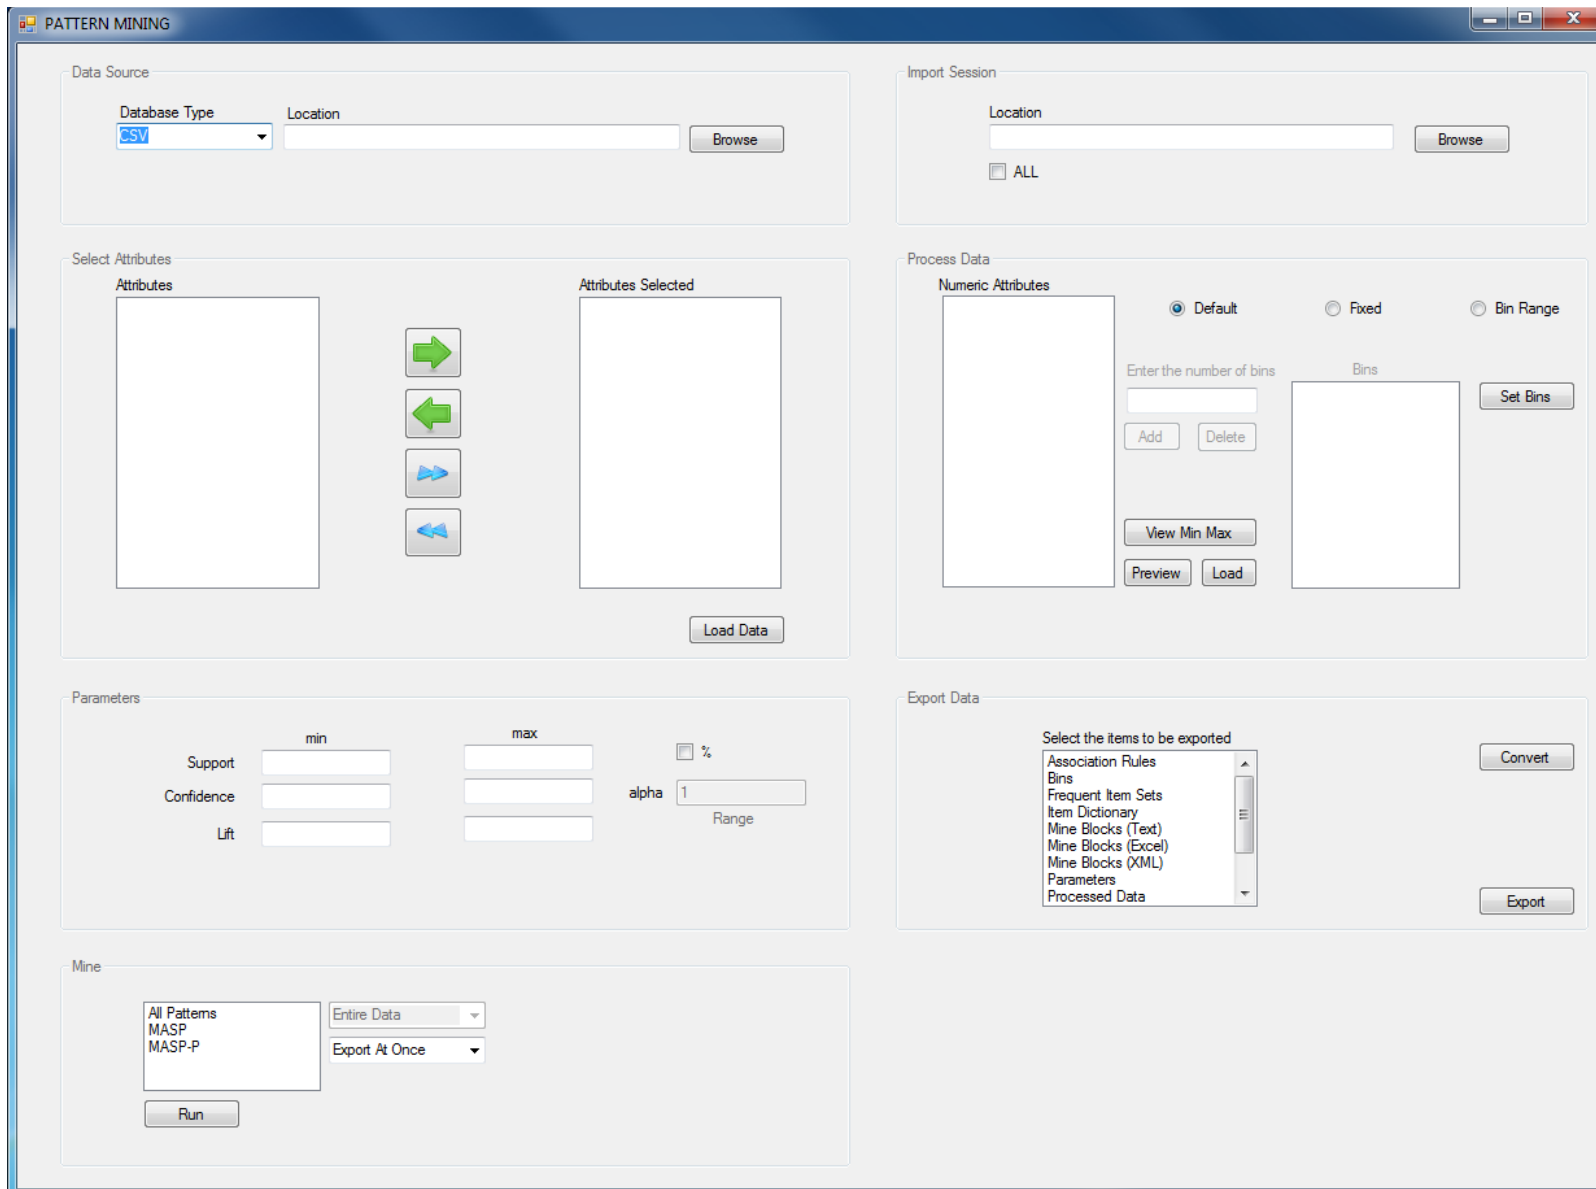 PATTERN MINING
Data Source
Database Type
Location
CSV
Browse
Import Session
Location
Browse
ALL
Select Attributes
Attributes
Attributes Selected
Load Data
Process Data
Numeric Attributes
Default
Fixed
Bin Range
Enter the number of bins
Bins
Set Bins
Add
Delete
View Min Max
Preview
Load
Parameters
min
max
Support
%
Confidence
alpha
1
Range
Lift
Export Data
Select the items to be exported
Association Rules
Bins
Frequent Item Sets
Item Dictionary
Mine Blocks (Text)
Mine Blocks (Excel)
Mine Blocks (XML)
Parameters
Processed Data
Convert
Export
Mine
All Patterns
MASP
MASP-P
Entire Data
Export At Once
Run